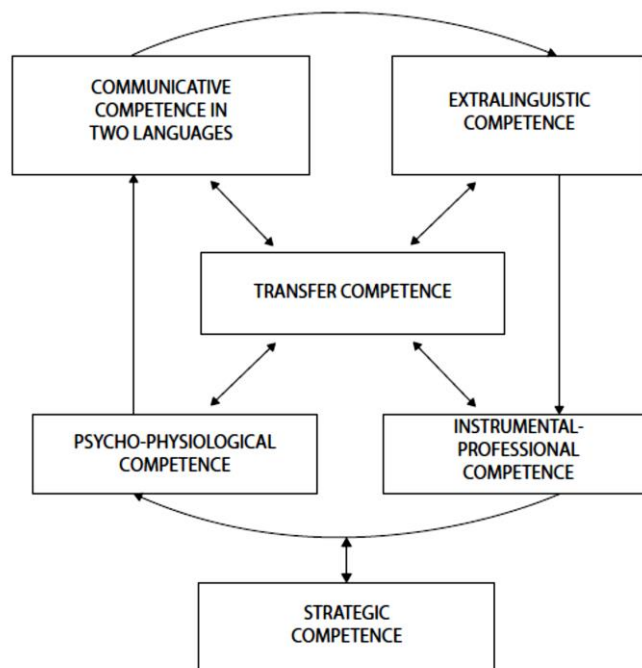 COMMUNICATIVE
COMPETENCE IN
TWO LANGUAGES
EXTRALINGUISTIC
COMPETENCE
TRANSFER COMPETENCE
PSYCHO-PHYSIOLOGICAL
COMPETENCE
INSTRUMENTAL-
PROFESSIONAL
COMPETENCE
STRATEGIC
COMPETENCE